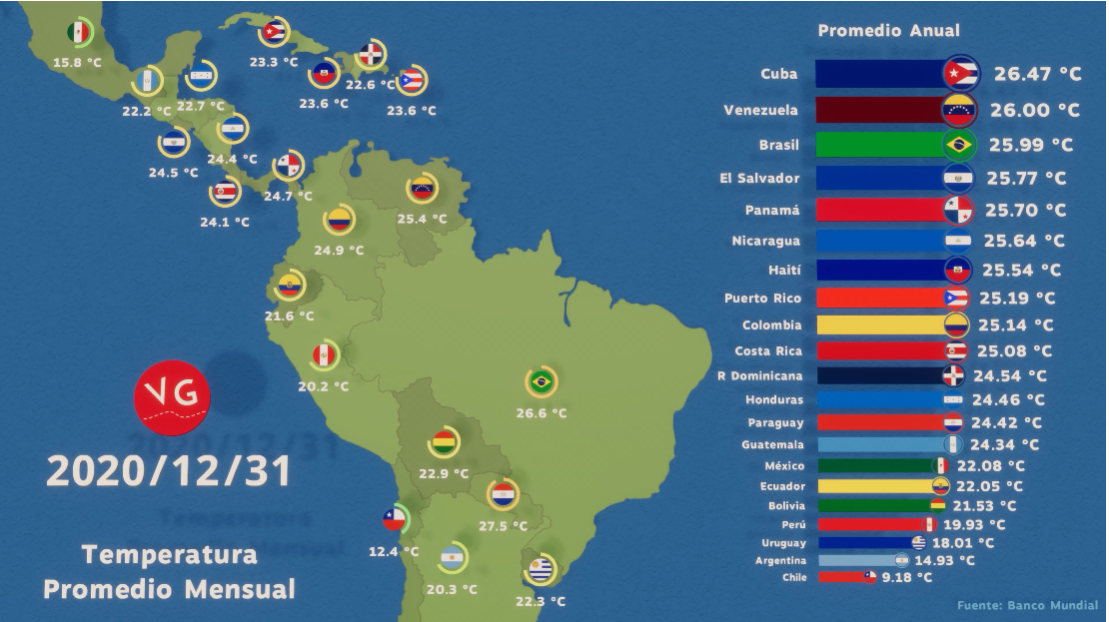 15.8 °C
23.3 °C
22.2 °C
22.7 °C
23.6 °C
22.6 °C
23.6 °C
24.5 °C
24.4 °C
24.1 °C
24.7 °C
25.4 °C
24.9 °C
21.6 °C
20.2 °C
26.6 °C
22.9 °C
27.5 °C
12.4 °C
20.3 °C
22.3 °C
VG
2020/12/31
Temperatura
Promedio Mensual
Promedio Anual
Cuba 26.47 °C
Venezuela 26.00 °C
Brasil 25.99 °C
El Salvador 25.77 °C
Panamá 25.70 °C
Nicaragua 25.64 °C
Haití 25.54 °C
Puerto Rico 25.19 °C
Colombia 25.14 °C
Costa Rica 25.08 °C
R Dominicana 24.54 °C
Honduras 24.46 °C
Paraguay 24.42 °C
Guatemala 24.34 °C
México 22.08 °C
Ecuador 22.05 °C
Bolivia 21.53 °C
Perú 19.93 °C
Uruguay 18.01 °C
Argentina 14.93 °C
Chile 9.18 °C
Fuente: Banco Mundial